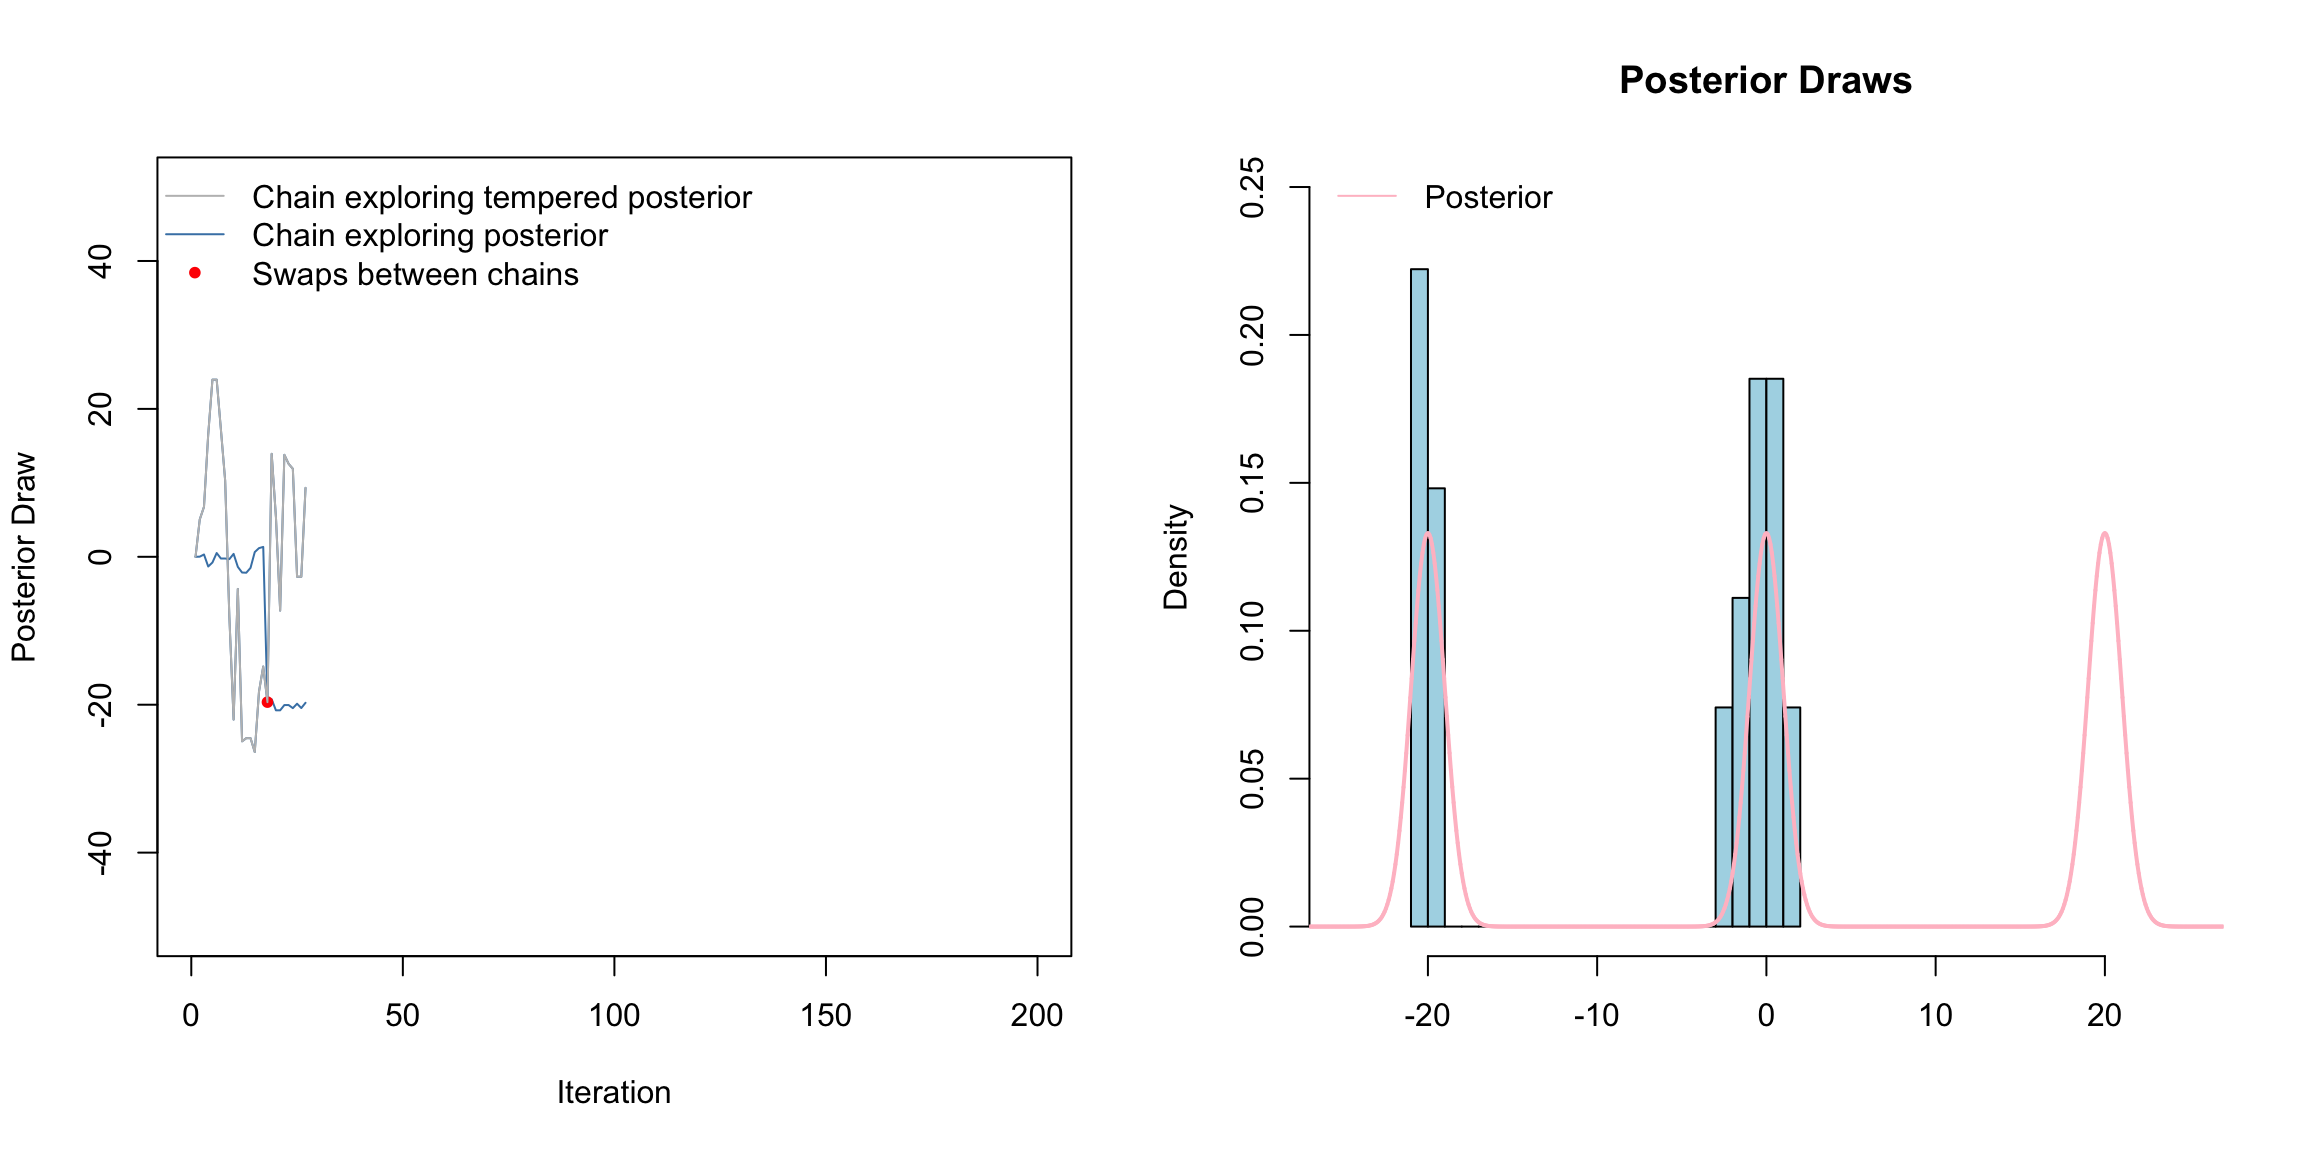 Chain exploring tempered posterior
Chain exploring posterior
Swaps between chains
40
20
0
-20
-40
Posterior Draw
0 50 100 150 200
Iteration
Posterior Draws
Posterior
0.25
0.20
0.15
0.10
0.05
0.00
Density
-20 -10 0 10 20